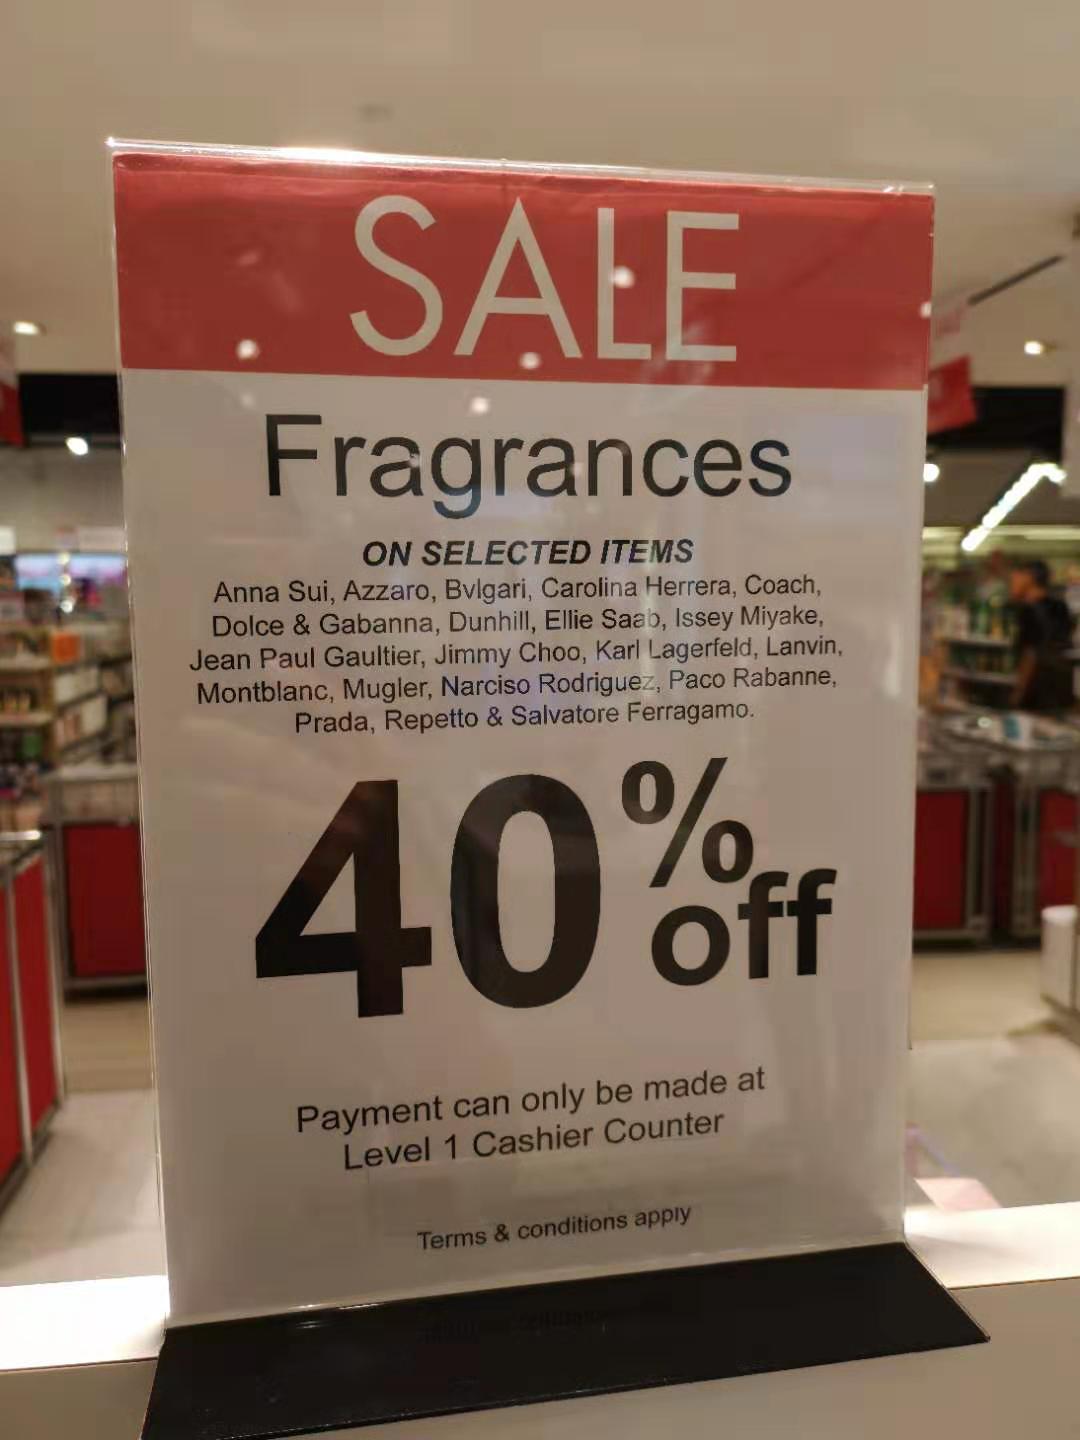 SALE
Fragrances
ON SELECTED ITEMS
Anna Sui, Azzaro, Bvlgari, Carolina Herrera, Coach,
Dolce & Gabanna, Dunhill, Ellie Saab, Issey Miyake,
Jean Paul Gaultier, Jimmy Choo, Karl Lagerfeld, Lanvin,
Montblanc, Mugler, Narciso Rodriguez, Paco Rabanne,
Prada, Repetto & Salvatore Ferragamo.
40% off
Payment can only be made at
Level 1 Cashier Counter
Terms & conditions apply